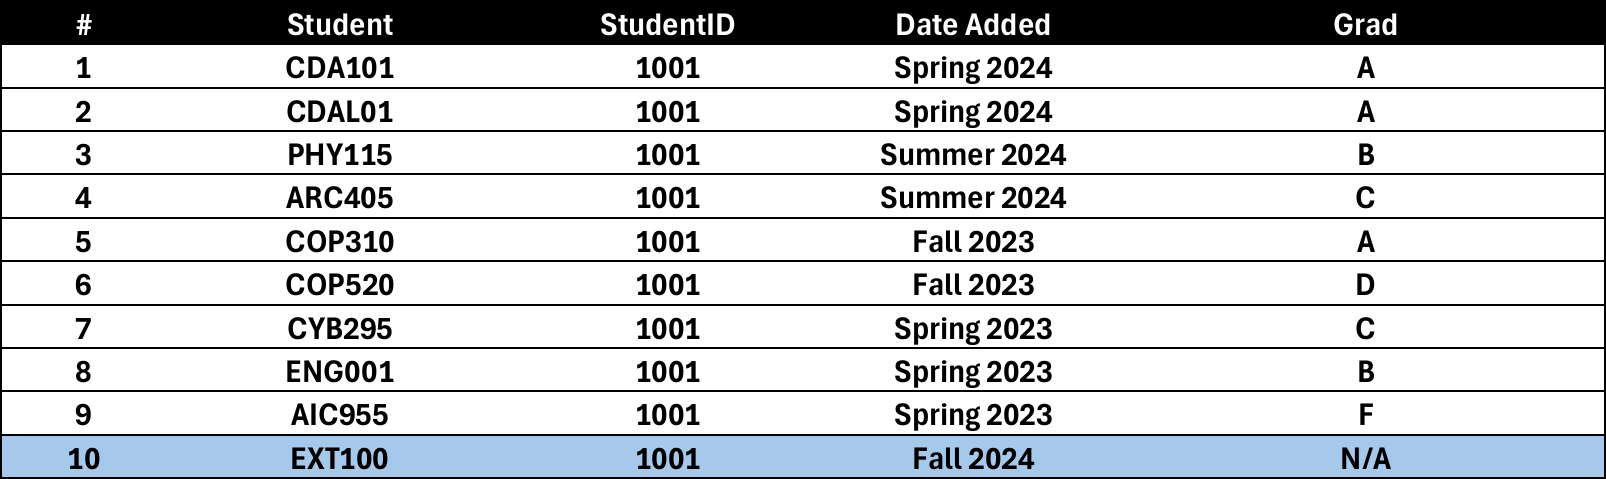 # Student StudentID Date Added Grad
1 CDA101 1001 Spring 2024 A
2 CDAL01 1001 Spring 2024 A
3 PHY115 1001 Summer 2024 B
4 ARC405 1001 Summer 2024 C
5 COP310 1001 Fall 2023 A
6 COP520 1001 Fall 2023 D
7 CYB295 1001 Spring 2023 C
8 ENG001 1001 Spring 2023 B
9 AIC955 1001 Spring 2023 F
10 EXT100 1001 Fall 2024 N/A